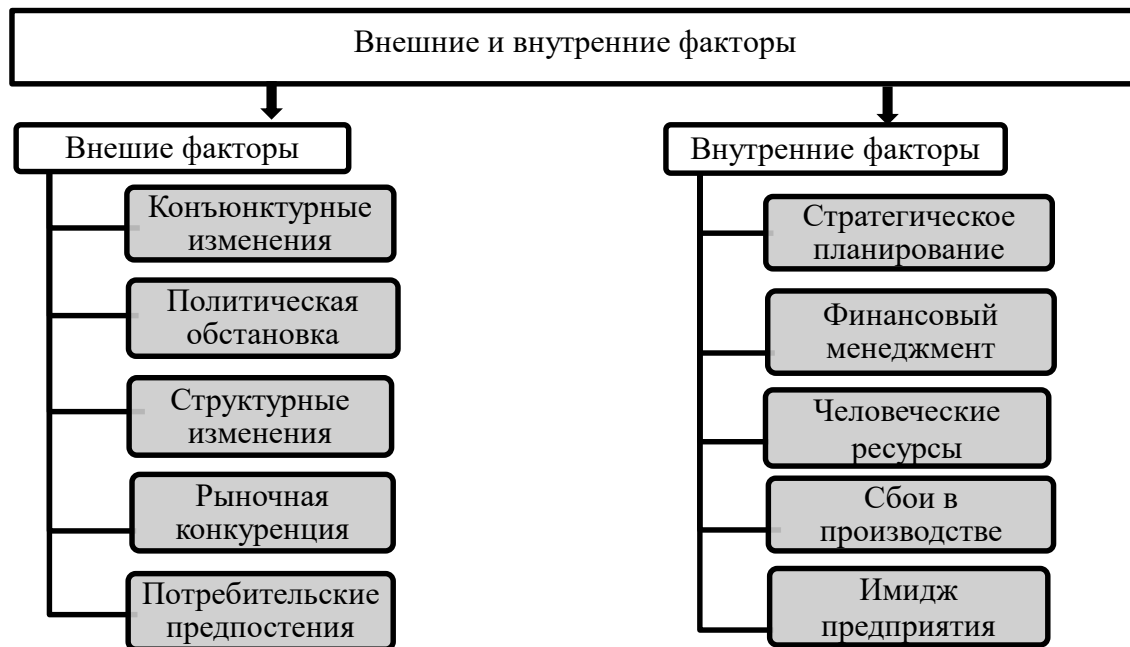 Внешние и внутренние факторы
Внешие факторы
Конъюнктурные
изменения
Политическая
обстановка
Структурные
изменения
Рыночная
конкуренция
Потребительские
предпостения
Внутренние факторы
Стратегическое
планирование
Финансовый
менеджмент
Человеческие
ресурсы
Сбои в
производстве
Имидж
предприятия